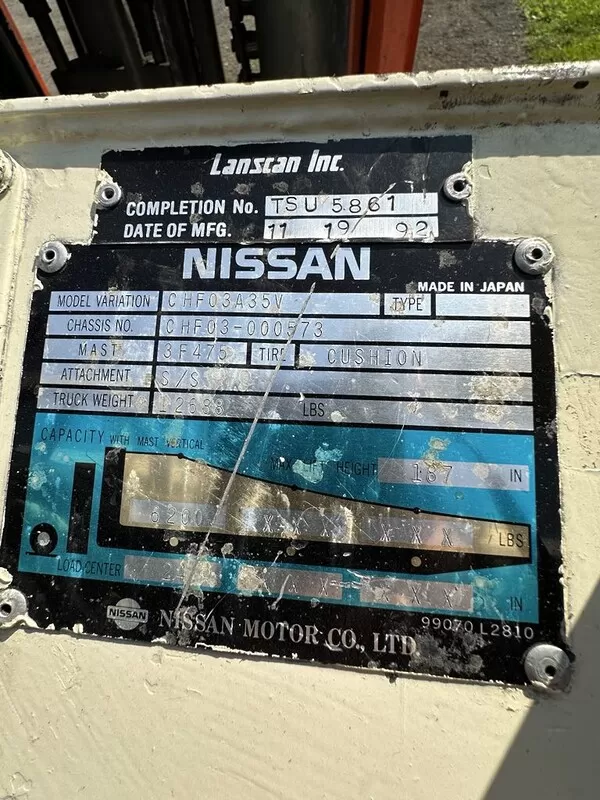 Lanscan Inc.
COMPLETION No. TSU 5861
DATE OF MFG. 11 19/ 92
NISSAN
MADE IN JAPAN
MODEL VARIATION CHF03A35V TYPE
CHASSIS NO. CHF03-000573
MAST 3F475 TIRE CUSHION
ATTACHMENT S/S
TRUCK WEIGHT LBS
CAPACITY WITH MAST VERTICAL
MAX LIFT HEIGHT 187 IN
6200 X X X X X X LBS
LOAD CENTER X X X X IN
NISSAN NISSAN MOTOR CO., LTD.
99070 L2810